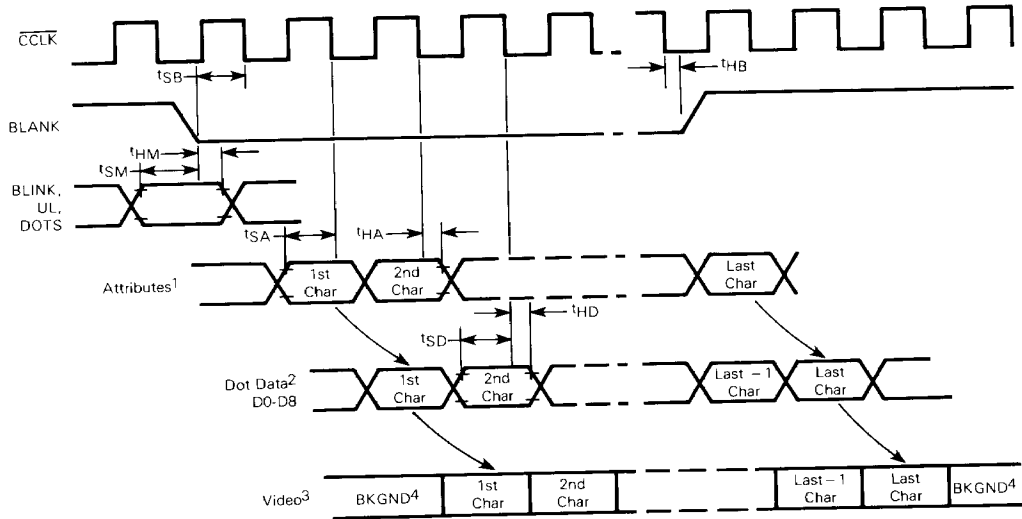 CCLK
tSB
tHB
BLANK
tHM
tSM
BLINK,
UL,
DOTS
tSA
tHA
Attributes1
1st
Char
2nd
Char
Last
Char
tHD
tSD
Dot Data2
D0-D8
1st
Char
2nd
Char
Last – 1
Char
Last
Char
Video3
BKGND4
1st
Char
2nd
Char
Last – 1
Char
Last
Char
BKGND4